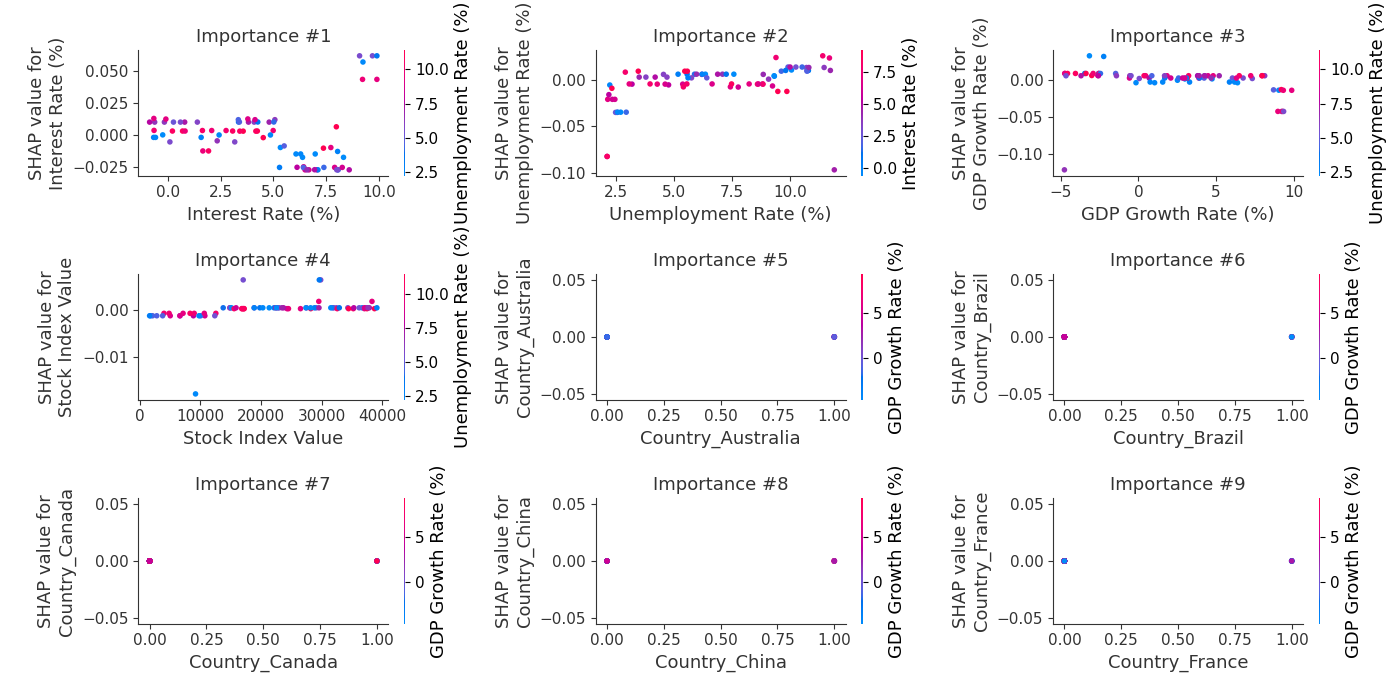 Importance #1
SHAP value for
Interest Rate (%)
0.050
0.025
0.000
−0.025
0.0
2.5
5.0
7.5
10.0
Interest Rate (%)
10.0
7.5
5.0
2.5
Unemployment Rate (%)
Importance #2
SHAP value for
Unemployment Rate (%)
0.00
−0.05
−0.10
2.5
5.0
7.5
10.0
Unemployment Rate (%)
7.5
5.0
2.5
0.0
Interest Rate (%)
Importance #3
SHAP value for
GDP Growth Rate (%)
0.00
−0.05
−0.10
−5
0
5
10
GDP Growth Rate (%)
10.0
7.5
5.0
2.5
Unemployment Rate (%)
Importance #4
SHAP value for
Stock Index Value
0.00
−0.01
0
10000
20000
30000
40000
Stock Index Value
10.0
7.5
5.0
2.5
Unemployment Rate (%)
Importance #5
SHAP value for
Country_Australia
0.05
0.00
−0.05
0.00
0.25
0.50
0.75
1.00
Country_Australia
5
0
GDP Growth Rate (%)
Importance #6
SHAP value for
Country_Brazil
0.05
0.00
−0.05
0.00
0.25
0.50
0.75
1.00
Country_Brazil
5
0
GDP Growth Rate (%)
Importance #7
SHAP value for
Country_Canada
0.05
0.00
−0.05
0.00
0.25
0.50
0.75
1.00
Country_Canada
5
0
GDP Growth Rate (%)
Importance #8
SHAP value for
Country_China
0.05
0.00
−0.05
0.00
0.25
0.50
0.75
1.00
Country_China
5
0
GDP Growth Rate (%)
Importance #9
SHAP value for
Country_France
0.05
0.00
−0.05
0.00
0.25
0.50
0.75
1.00
Country_France
5
0
GDP Growth Rate (%)